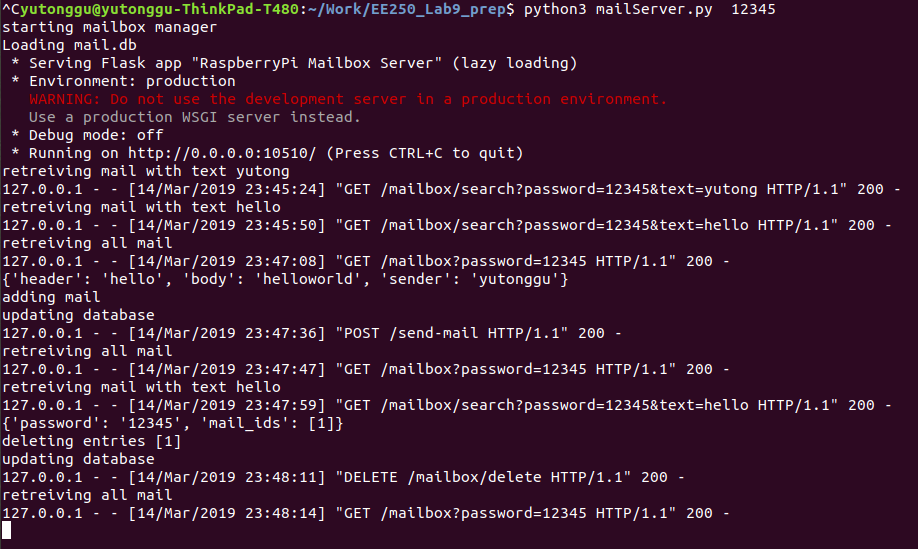 ^Cyutonggu@yutonggu-ThinkPad-T480:~/Work/EE250_Lab9_prep$ python3 mailServer.py  12345
starting mailbox manager
Loading mail.db
 * Serving Flask app "RaspberryPi Mailbox Server" (lazy loading)
 * Environment: production
   WARNING: Do not use the development server in a production environment.
   Use a production WSGI server instead.
 * Debug mode: off
 * Running on http://0.0.0.0:10510/ (Press CTRL+C to quit)
retreiving mail with text yutong
127.0.0.1 - - [14/Mar/2019 23:45:24] "GET /mailbox/search?password=12345&text=yutong HTTP/1.1" 200 -
retreiving mail with text hello
127.0.0.1 - - [14/Mar/2019 23:45:50] "GET /mailbox/search?password=12345&text=hello HTTP/1.1" 200 -
retreiving all mail
127.0.0.1 - - [14/Mar/2019 23:47:08] "GET /mailbox?password=12345 HTTP/1.1" 200 -
{'header': 'hello', 'body': 'helloworld', 'sender': 'yutonggu'}
adding mail
updating database
127.0.0.1 - - [14/Mar/2019 23:47:36] "POST /send-mail HTTP/1.1" 200 -
retreiving all mail
127.0.0.1 - - [14/Mar/2019 23:47:47] "GET /mailbox?password=12345 HTTP/1.1" 200 -
retreiving mail with text hello
127.0.0.1 - - [14/Mar/2019 23:47:59] "GET /mailbox/search?password=12345&text=hello HTTP/1.1" 200 -
{'password': '12345', 'mail_ids': [1]}
deleting entries [1]
updating database
127.0.0.1 - - [14/Mar/2019 23:48:11] "DELETE /mailbox/delete HTTP/1.1" 200 -
retreiving all mail
127.0.0.1 - - [14/Mar/2019 23:48:14] "GET /mailbox?password=12345 HTTP/1.1" 200 -